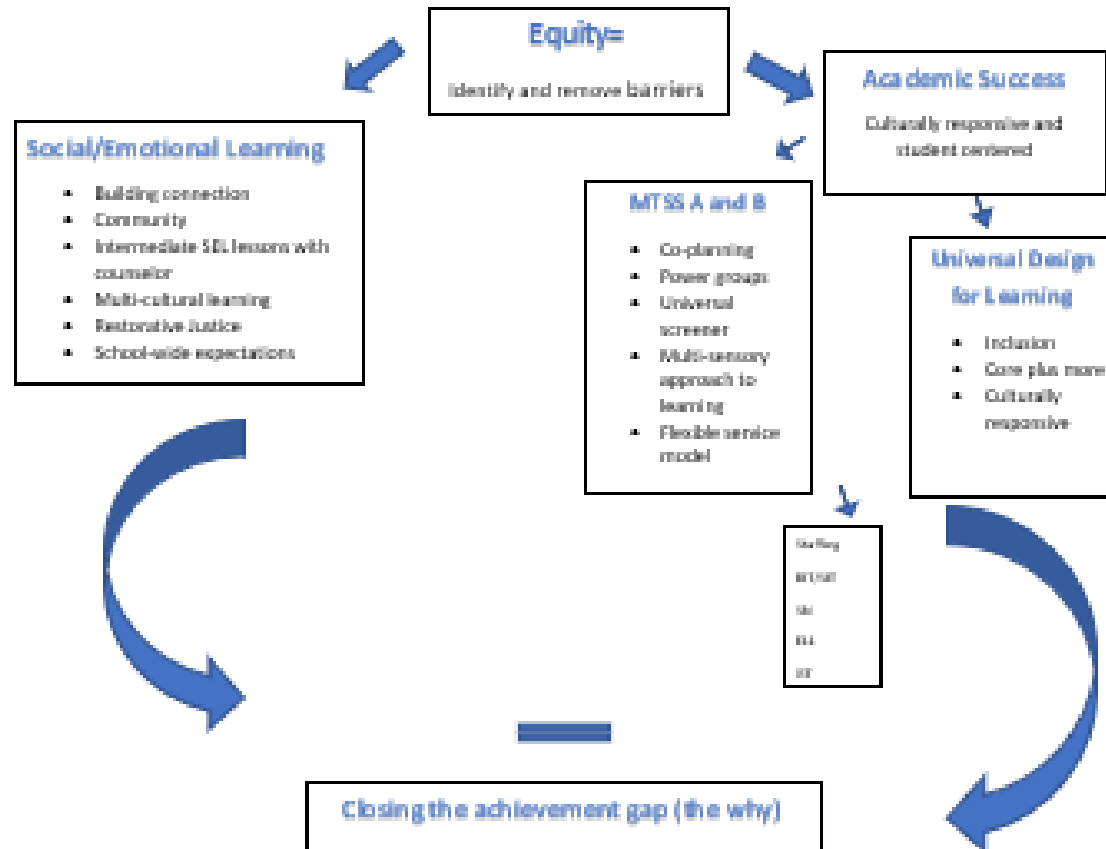 Equity=
Identify and remove barriers
Academic Success
Culturally responsive and
student centered
Social/Emotional Learning
• Building connection
• Community
• Intermediate SEL lessons with
counselor
• Multi-cultural learning
• Restorative Justice
• School-wide expectations
MTSS A and B
• Co-planning
• Power groups
• Universal
screener
• Multi-sensory
approach to
learning
• Flexible service
model
Universal Design
for Learning
• Inclusion
• Core plus more
• Culturally
responsive
Staffing
Closing the achievement gap (the why)